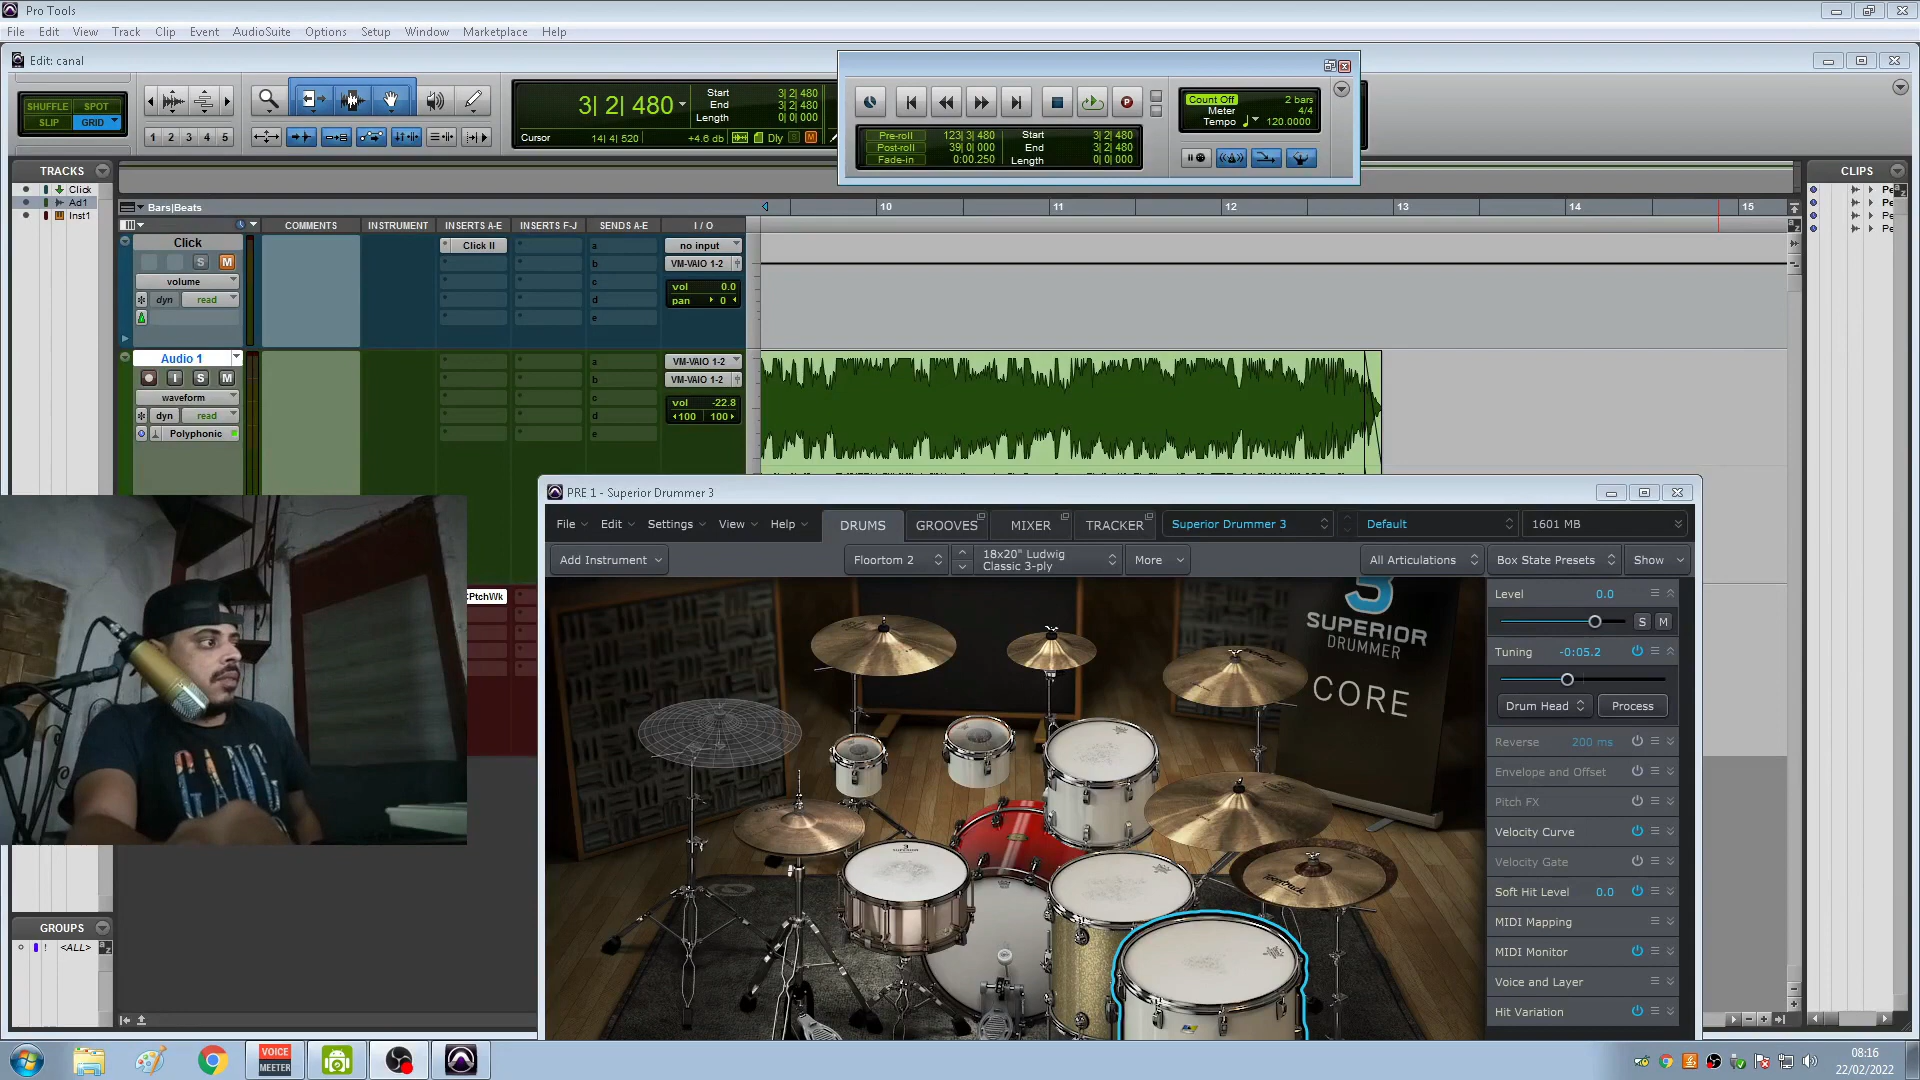 Pro Tools
File Edit View Track Clip Event AudioSuite Options Setup Window Marketplace Help
Edit: canal
SHUFFLE SPOT
SLIP GRID
1 2 3 4 5
3| 2| 480
Start 3| 2| 480
End 3| 2| 480
Length 0| 0| 000
Cursor 14| 4| 520 +4.6 db Dly S M
Pre-roll 123| 3| 480
Post-roll 39| 0| 000
Fade-in 0:00.250
Start 3| 2| 480
End 3| 2| 480
Length 0| 0| 000
Count Off 2 bars
Meter 4/4
Tempo 120.0000
TRACKS
Click
Ad1
Inst1
CLIPS
Pe
Pe
Pe
Pe
Bars|Beats
10 11 12 13 14 15
COMMENTS INSTRUMENT INSERTS A-E INSERTS F-J SENDS A-E I / O
Click
S M
volume
dyn read
Click II
a
b
c
d
e
no input
VM-VAIO 1-2
vol 0.0
pan 0
Audio 1
I S M
waveform
dyn read
Polyphonic
a
b
c
d
e
VM-VAIO 1-2
VM-VAIO 1-2
vol -22.8
100 100
PtchWk
GROUPS
! <ALL>
PRE 1 - Superior Drummer 3
File Edit Settings View Help
DRUMS GROOVES MIXER TRACKER
Superior Drummer 3 Default 1601 MB
Add Instrument
Floortom 2
18x20" Ludwig
Classic 3-ply
More
All Articulations Box State Presets Show
3
SUPERIOR
DRUMMER
CORE
Level 0.0
S M
Tuning -0:05.2
Drum Head Process
Reverse 200 ms
Envelope and Offset
Pitch FX
Velocity Curve
Velocity Gate
Soft Hit Level 0.0
MIDI Mapping
MIDI Monitor
Voice and Layer
Hit Variation
VOICE
MEETER
08:16
22/02/2022